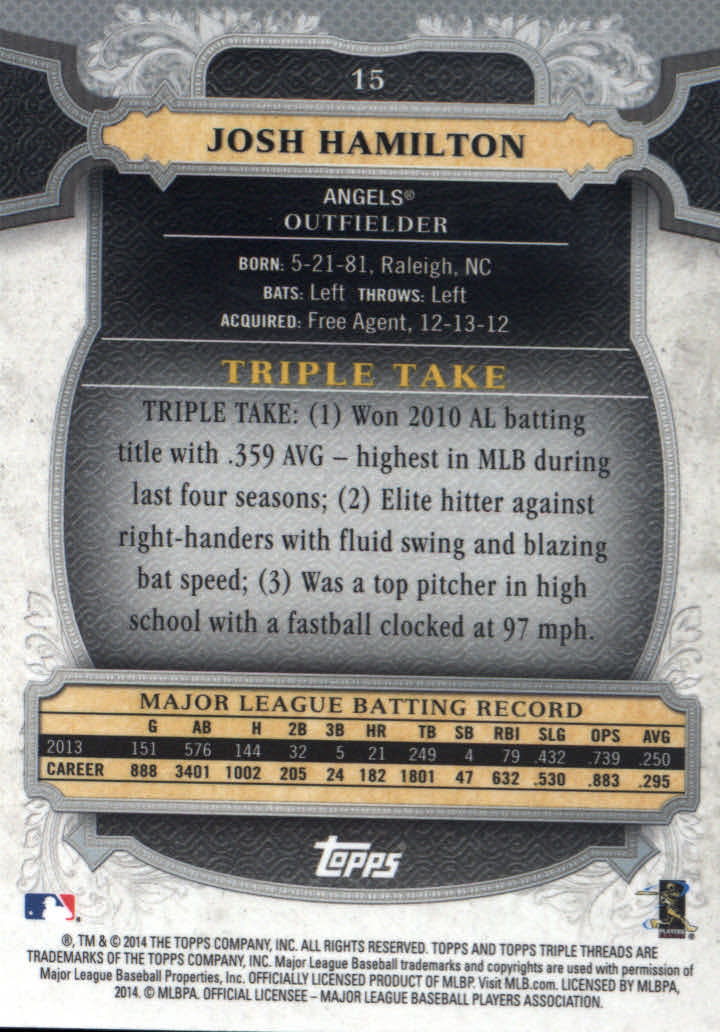 15
JOSH HAMILTON
ANGELS®
OUTFIELDER
BORN: 5-21-81, Raleigh, NC
BATS: Left THROWS: Left
ACQUIRED: Free Agent, 12-13-12
TRIPLE TAKE
TRIPLE TAKE: (1) Won 2010 AL batting
title with .359 AVG – highest in MLB during
last four seasons; (2) Elite hitter against
right-handers with fluid swing and blazing
bat speed; (3) Was a top pitcher in high
school with a fastball clocked at 97 mph.
MAJOR LEAGUE BATTING RECORD
G AB H 2B 3B HR TB SB RBI SLG OPS AVG
2013 151 576 144 32 5 21 249 4 79 .432 .739 .250
CAREER 888 3401 1002 205 24 182 1801 47 632 .530 .883 .295
topps
PLAYERS
®, TM & © 2014 THE TOPPS COMPANY, INC. ALL RIGHTS RESERVED. TOPPS AND TOPPS TRIPLE THREADS ARE
TRADEMARKS OF THE TOPPS COMPANY, INC. Major League Baseball trademarks and copyrights are used with permission of
Major League Baseball Properties, Inc. OFFICIALLY LICENSED PRODUCT OF MLBP. Visit MLB.com. LICENSED BY MLBPA,
2014. © MLBPA. OFFICIAL LICENSEE – MAJOR LEAGUE BASEBALL PLAYERS ASSOCIATION.